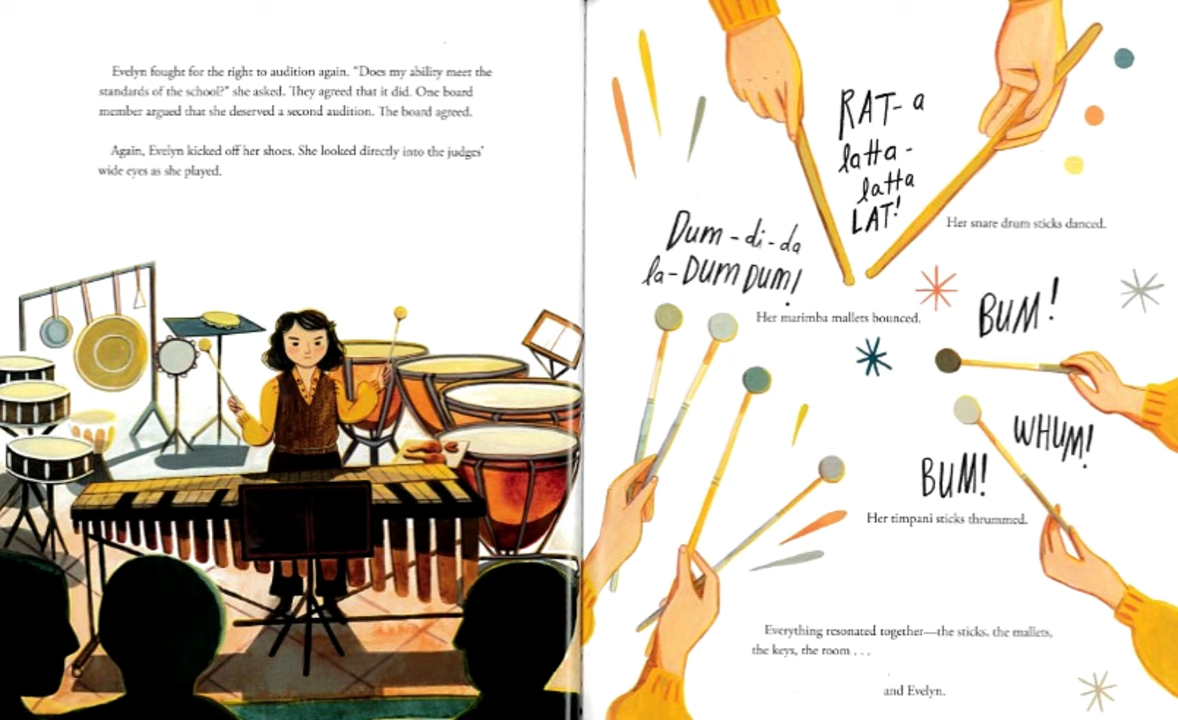 Evelyn fought for the right to audition again. “Does my ability meet the
standards of the school?” she asked. They agreed that it did. One board
member argued that she deserved a second audition. The board agreed.
Again, Evelyn kicked off her shoes. She looked directly into the judges’
wide eyes as she played.
RAT-a
latta-
latta
LAT!
Her snare drum sticks danced.
Dum-di-da
la-DUM DUM!
Her marimba mallets bounced.
BUM!
WHUM!
BUM!
Her timpani sticks thrummed.
Everything resonated together—the sticks, the mallets,
the keys, the room . . .
and Evelyn.